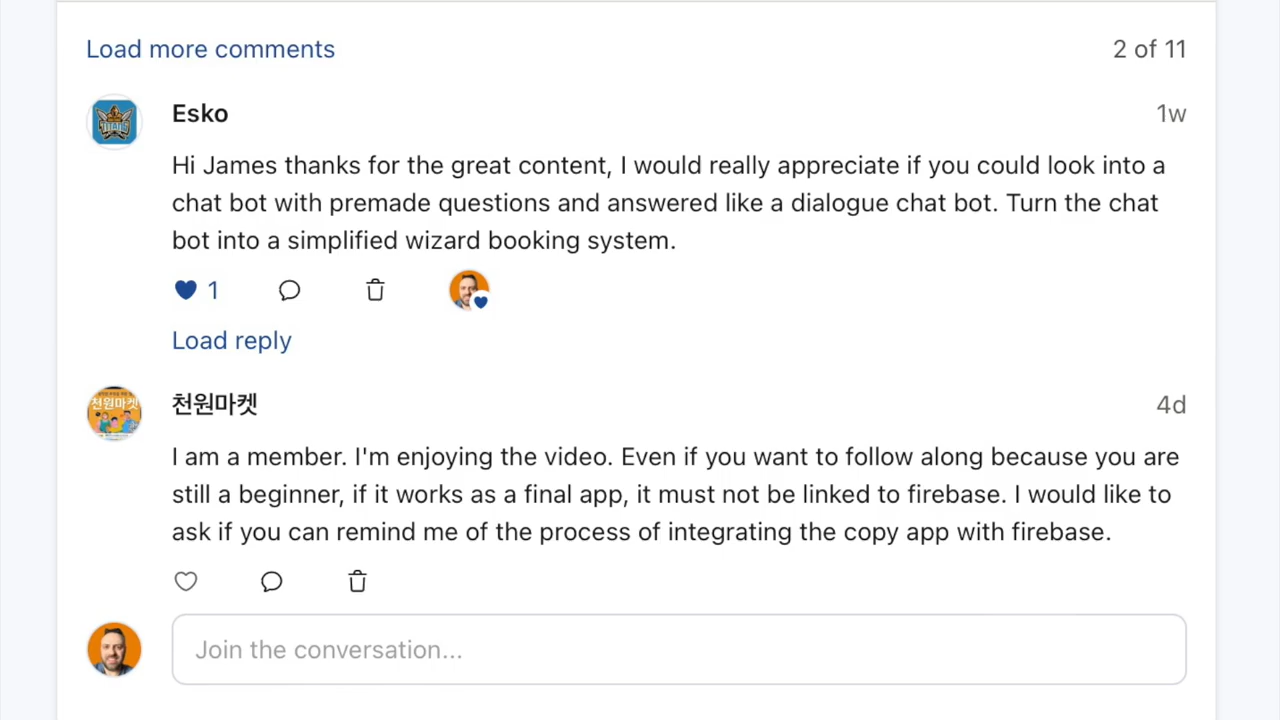 Load more comments 2 of 11
Esko 1w
Hi James thanks for the great content, I would really appreciate if you could look into a
chat bot with premade questions and answered like a dialogue chat bot. Turn the chat
bot into a simplified wizard booking system.
1
Load reply
천원마켓 4d
I am a member. I'm enjoying the video. Even if you want to follow along because you are
still a beginner, if it works as a final app, it must not be linked to firebase. I would like to
ask if you can remind me of the process of integrating the copy app with firebase.
Join the conversation...
TITANS
천원마켓